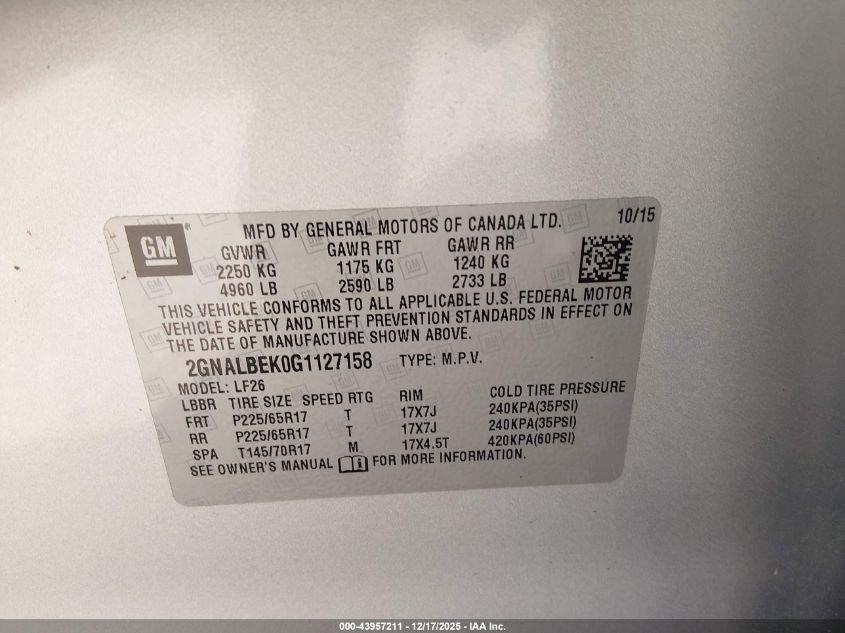 GM
MFD BY GENERAL MOTORS OF CANADA LTD. 10/15
GVWR GAWR FRT GAWR RR
2250 KG 1175 KG 1240 KG
4960 LB 2590 LB 2733 LB
THIS VEHICLE CONFORMS TO ALL APPLICABLE U.S. FEDERAL MOTOR
VEHICLE SAFETY AND THEFT PREVENTION STANDARDS IN EFFECT ON
THE DATE OF MANUFACTURE SHOWN ABOVE.
2GNALBEK0G1127158 TYPE: M.P.V.
MODEL: LF26
LBBR TIRE SIZE SPEED RTG RIM COLD TIRE PRESSURE
FRT P225/65R17 T 17X7J 240KPA(35PSI)
RR P225/65R17 T 17X7J 240KPA(35PSI)
SPA T145/70R17 M 17X4.5T 420KPA(60PSI)
SEE OWNER'S MANUAL FOR MORE INFORMATION.
000-43957211 - 12/17/2025 - IAA Inc.